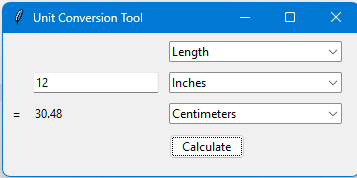 Unit Conversion Tool
Length
12 Inches
= 30.48 Centimeters
Calculate